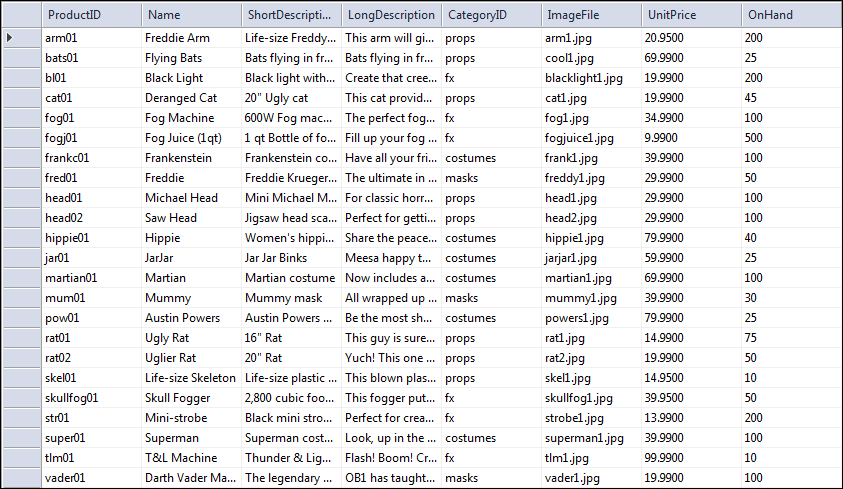 ProductID Name ShortDescripti... LongDescription CategoryID ImageFile UnitPrice OnHand
arm01 Freddie Arm Life-size Freddy... This arm will gi... props arm1.jpg 20.9500 200
bats01 Flying Bats Bats flying in fr... Bats flying in fr... props cool1.jpg 69.9900 25
bl01 Black Light Black light with... Create that cree... fx blacklight1.jpg 19.9900 200
cat01 Deranged Cat 20" Ugly cat This cat provid... props cat1.jpg 19.9900 45
fog01 Fog Machine 600W Fog mac... The perfect fog... fx fog1.jpg 34.9900 100
fogj01 Fog Juice (1qt) 1 qt Bottle of fo... Fill up your fog ... fx fogjuice1.jpg 9.9900 500
frankc01 Frankenstein Frankenstein co... Have all your fri... costumes frank1.jpg 39.9900 100
fred01 Freddie Freddie Krueger... The ultimate in ... masks freddy1.jpg 29.9900 50
head01 Michael Head Mini Michael M... For classic horr... props head1.jpg 29.9900 100
head02 Saw Head Jigsaw head sca... Perfect for getti... props head2.jpg 29.9900 100
hippie01 Hippie Women's hippi... Share the peace... costumes hippie1.jpg 79.9900 40
jar01 JarJar Jar Jar Binks Meesa happy t... costumes jarjar1.jpg 59.9900 25
martian01 Martian Martian costume Now includes a... costumes martian1.jpg 69.9900 100
mum01 Mummy Mummy mask All wrapped up ... masks mummy1.jpg 39.9900 30
pow01 Austin Powers Austin Powers ... Be the most sh... costumes powers1.jpg 79.9900 25
rat01 Ugly Rat 16" Rat This guy is sure... props rat1.jpg 14.9900 75
rat02 Uglier Rat 20" Rat Yuch! This one ... props rat2.jpg 19.9900 50
skel01 Life-size Skeleton Life-size plastic ... This blown plas... props skel1.jpg 14.9500 10
skullfog01 Skull Fogger 2,800 cubic foo... This fogger put... fx skullfog1.jpg 39.9500 50
str01 Mini-strobe Black mini stro... Perfect for crea... fx strobe1.jpg 13.9900 200
super01 Superman Superman cost... Look, up in the ... costumes superman1.jpg 39.9900 100
tlm01 T&L Machine Thunder & Lig... Flash! Boom! Cr... fx tlm1.jpg 99.9900 10
vader01 Darth Vader Ma... The legendary ... OB1 has taught... masks vader1.jpg 19.9900 100